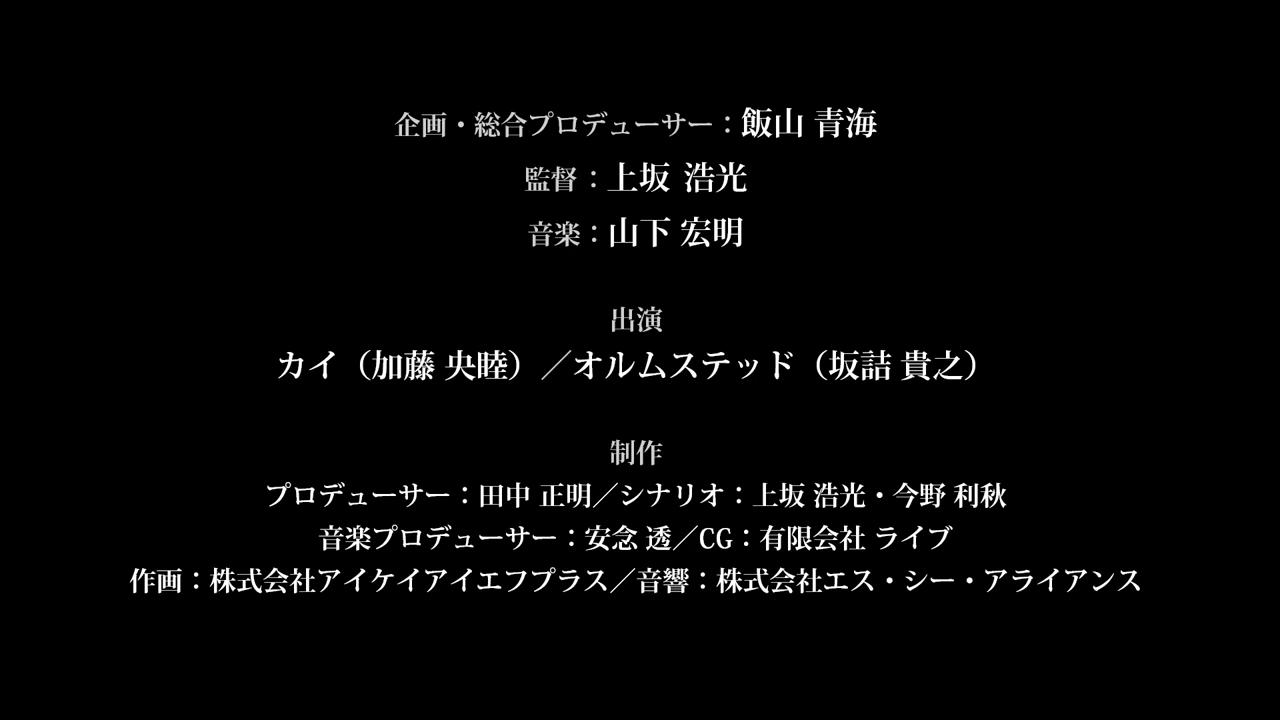 企画・総合プロデューサー：飯山 青海
監督：上坂 浩光
音楽：山下 宏明
出演
カイ（加藤 央睦）／オルムステッド（坂詰 貴之）
制作
プロデューサー：田中 正明／シナリオ：上坂 浩光・今野 利秋
音楽プロデューサー：安念 透／CG：有限会社 ライブ
作画：株式会社アイケイアイエフプラス／音響：株式会社エス・シー・アライアンス